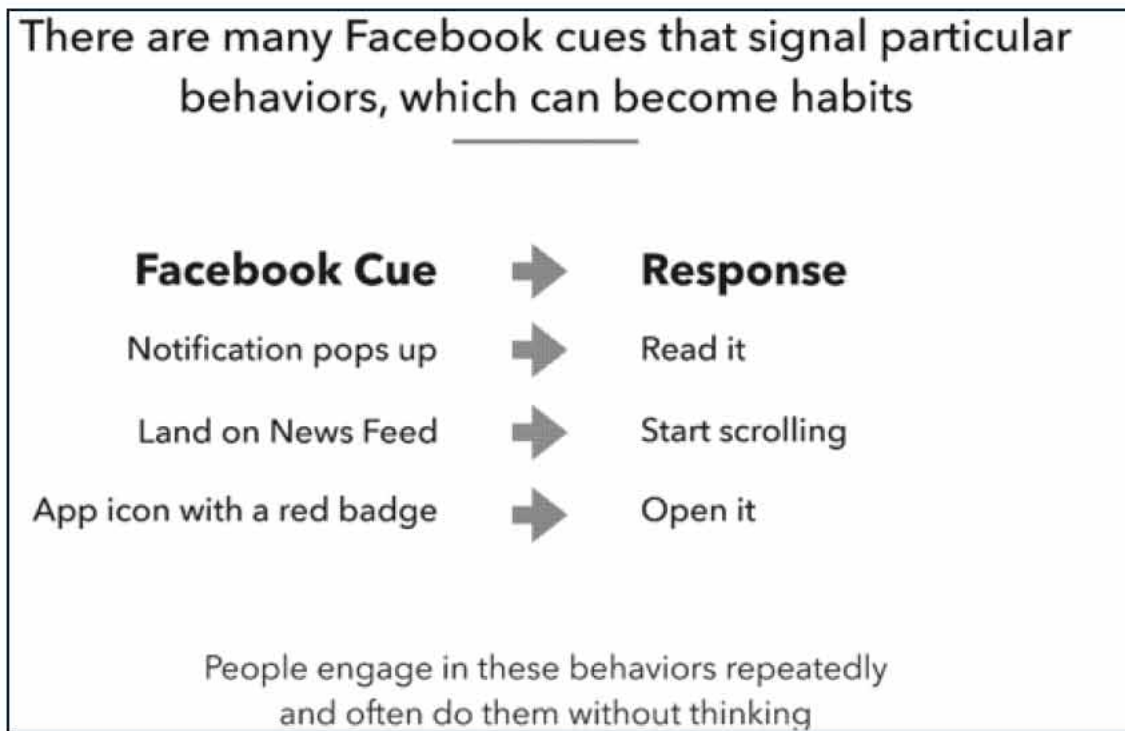 There are many Facebook cues that signal particular
behaviors, which can become habits
Facebook Cue Response
Notification pops up Read it
Land on News Feed Start scrolling
App icon with a red badge Open it
People engage in these behaviors repeatedly
and often do them without thinking